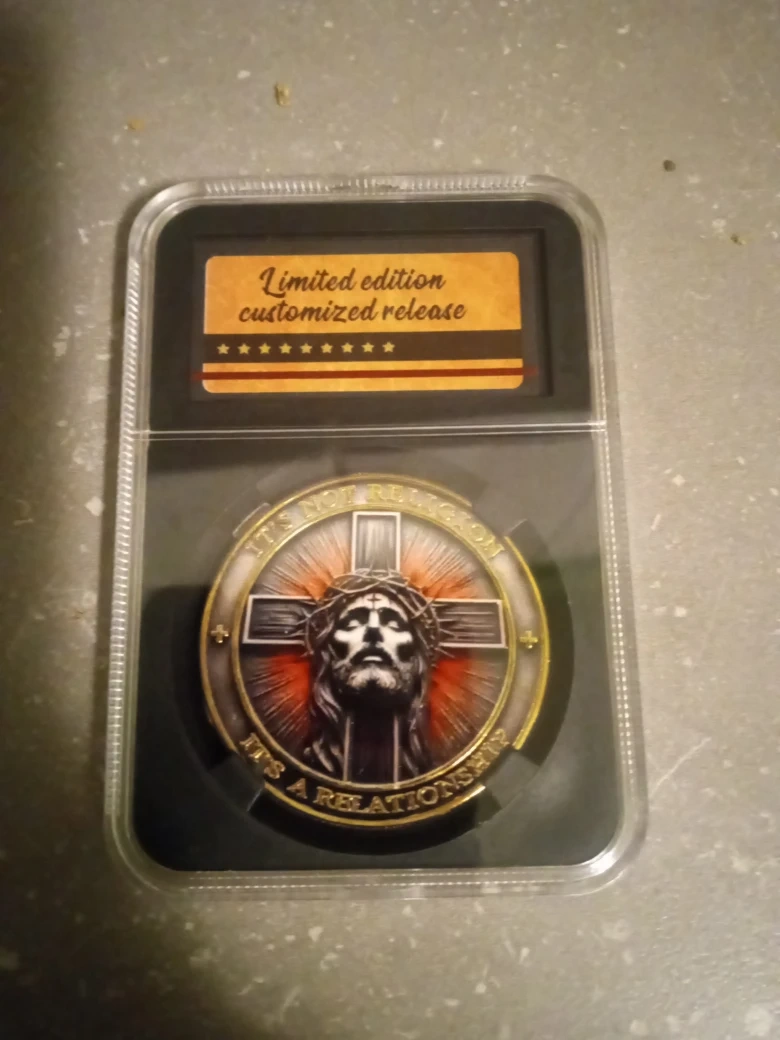 Limited edition
customized release
IT'S NOT RELIGION
IT'S A RELATIONSHIP